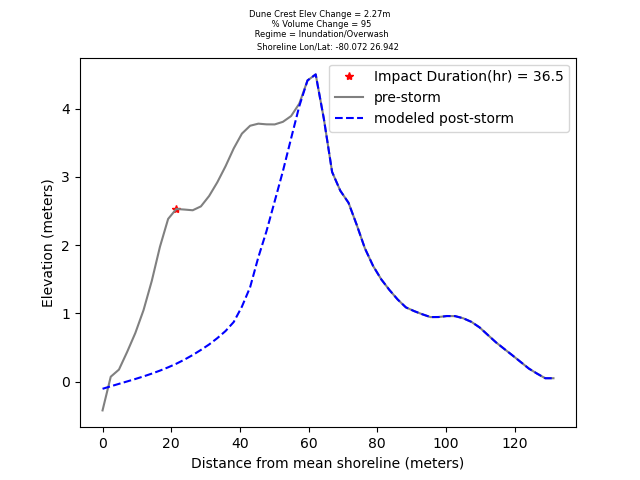 Dune Crest Elev Change = 2.27m
% Volume Change = 95
Regime = Inundation/Overwash
Shoreline Lon/Lat: -80.072 26.942
Impact Duration(hr) = 36.5
pre-storm
modeled post-storm
4
3
2
1
0
Elevation (meters)
0 20 40 60 80 100 120
Distance from mean shoreline (meters)